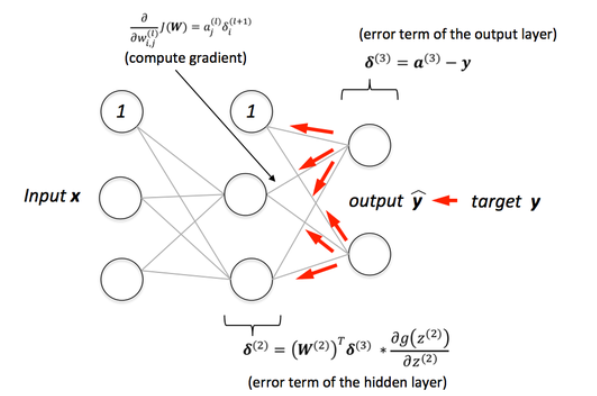 ∂/∂w_{i,j}^{(l)} J(W) = a_j^{(l)} δ_i^{(l+1)}
(compute gradient)
(error term of the output layer)
δ^{(3)} = a^{(3)} − y
1
1
Input x
output ŷ
target y
δ^{(2)} = (W^{(2)})^T δ^{(3)} * ∂g(z^{(2)})/∂z^{(2)}
(error term of the hidden layer)